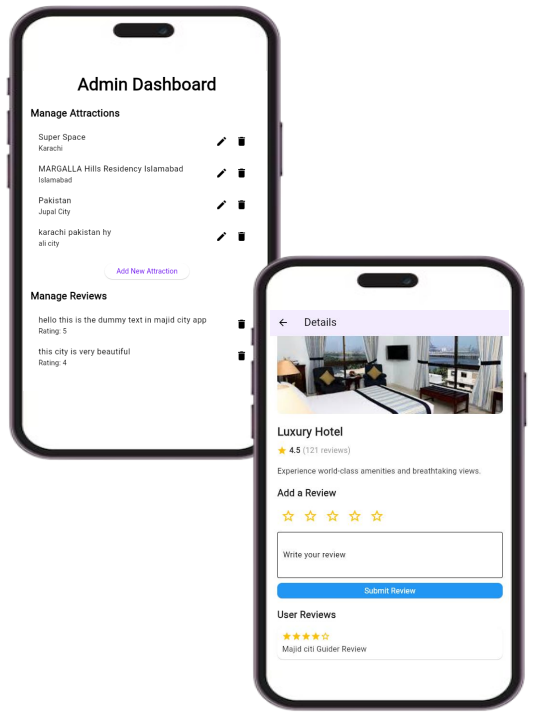 Admin Dashboard
Manage Attractions
Super Space
Karachi
MARGALLA Hills Residency Islamabad
Islamabad
Pakistan
Jupal City
karachi pakistan hy
ali city
Add New Attraction
Manage Reviews
hello this is the dummy text in majid city app
Rating: 5
this city is very beautiful
Rating: 4
Details
Luxury Hotel
4.5 (121 reviews)
Experience world-class amenities and breathtaking views.
Add a Review
Write your review
Submit Review
User Reviews
Majid citi Guider Review